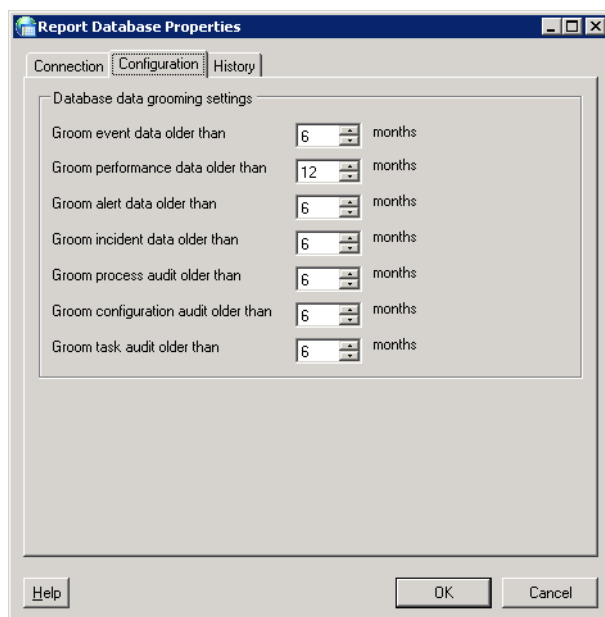 Report Database Properties
Connection Configuration History
Database data grooming settings
Groom event data older than 6 months
Groom performance data older than 12 months
Groom alert data older than 6 months
Groom incident data older than 6 months
Groom process audit older than 6 months
Groom configuration audit older than 6 months
Groom task audit older than 6 months
Help OK Cancel